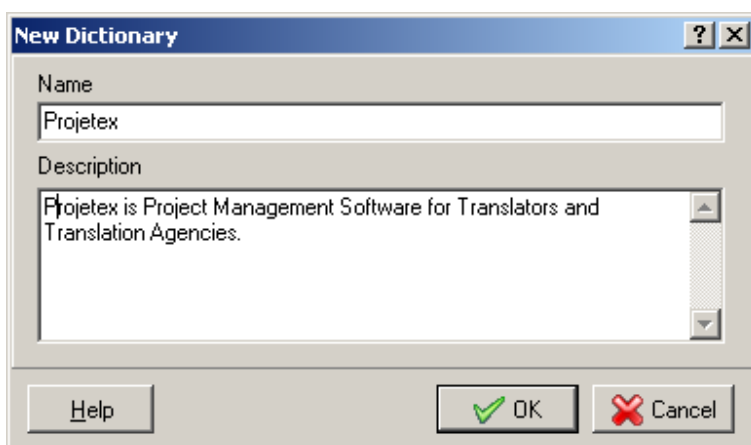 New Dictionary
Name
Projetex
Description
Projetex is Project Management Software for Translators and
Translation Agencies.
Help
OK
Cancel